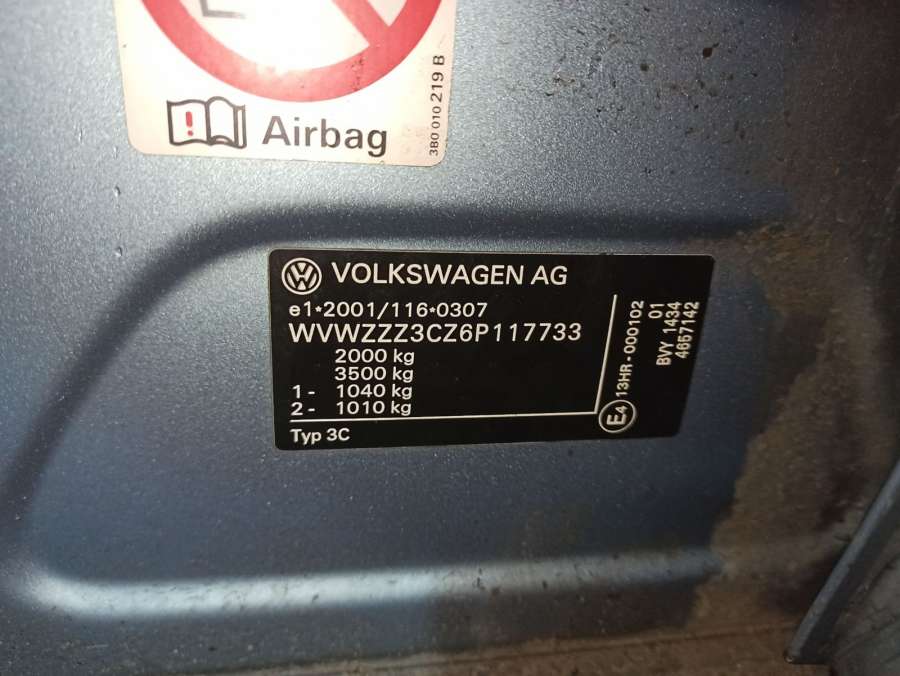 Airbag
3B0 010 219 B
VOLKSWAGEN AG
e1*2001/116*0307
WVWZZZ3CZ6P117733
2000 kg
3500 kg
1- 1040 kg
2- 1010 kg
Typ 3C
E4 13HR-000102
01
BVY 1434
4657142